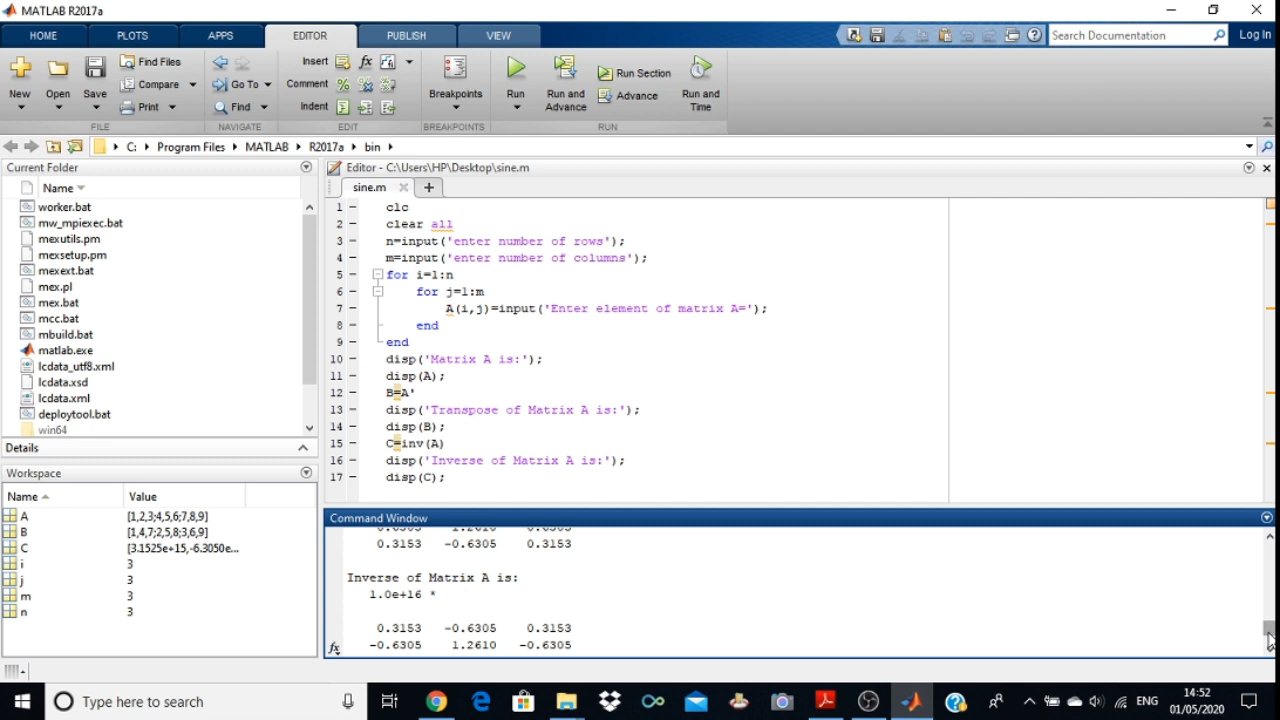 MATLAB R2017a
HOME PLOTS APPS EDITOR PUBLISH VIEW Search Documentation Log In
New Open Save Find Files Compare Print
Go To Find
Insert Comment Indent
Breakpoints Run Run and Advance Run Section Advance Run and Time
FILE NAVIGATE EDIT BREAKPOINTS RUN
C: Program Files MATLAB R2017a bin
Current Folder
Name
worker.bat
mw_mpiexec.bat
mexutils.pm
mexsetup.pm
mexext.bat
mex.pl
mex.bat
mcc.bat
mbuild.bat
matlab.exe
lcdata_utf8.xml
lcdata.xsd
lcdata.xml
deploytool.bat
win64
Details
Workspace
Name Value
A [1,2,3;4,5,6;7,8,9]
B [1,4,7;2,5,8;3,6,9]
C [3.1525e+15,-6.3050e...
i 3
j 3
m 3
n 3
Editor - C:\Users\HP\Desktop\sine.m
sine.m
1 clc
2 clear all
3 n=input('enter number of rows');
4 m=input('enter number of columns');
5 for i=1:n
6 for j=1:m
7 A(i,j)=input('Enter element of matrix A=');
8 end
9 end
10 disp('Matrix A is:');
11 disp(A);
12 B=A'
13 disp('Transpose of Matrix A is:');
14 disp(B);
15 C=inv(A)
16 disp('Inverse of Matrix A is:');
17 disp(C);
Command Window
0.3153 -0.6305 0.3153
Inverse of Matrix A is:
1.0e+16 *
0.3153 -0.6305 0.3153
-0.6305 1.2610 -0.6305
fx
Type here to search
ENG
14:52
01/05/2020